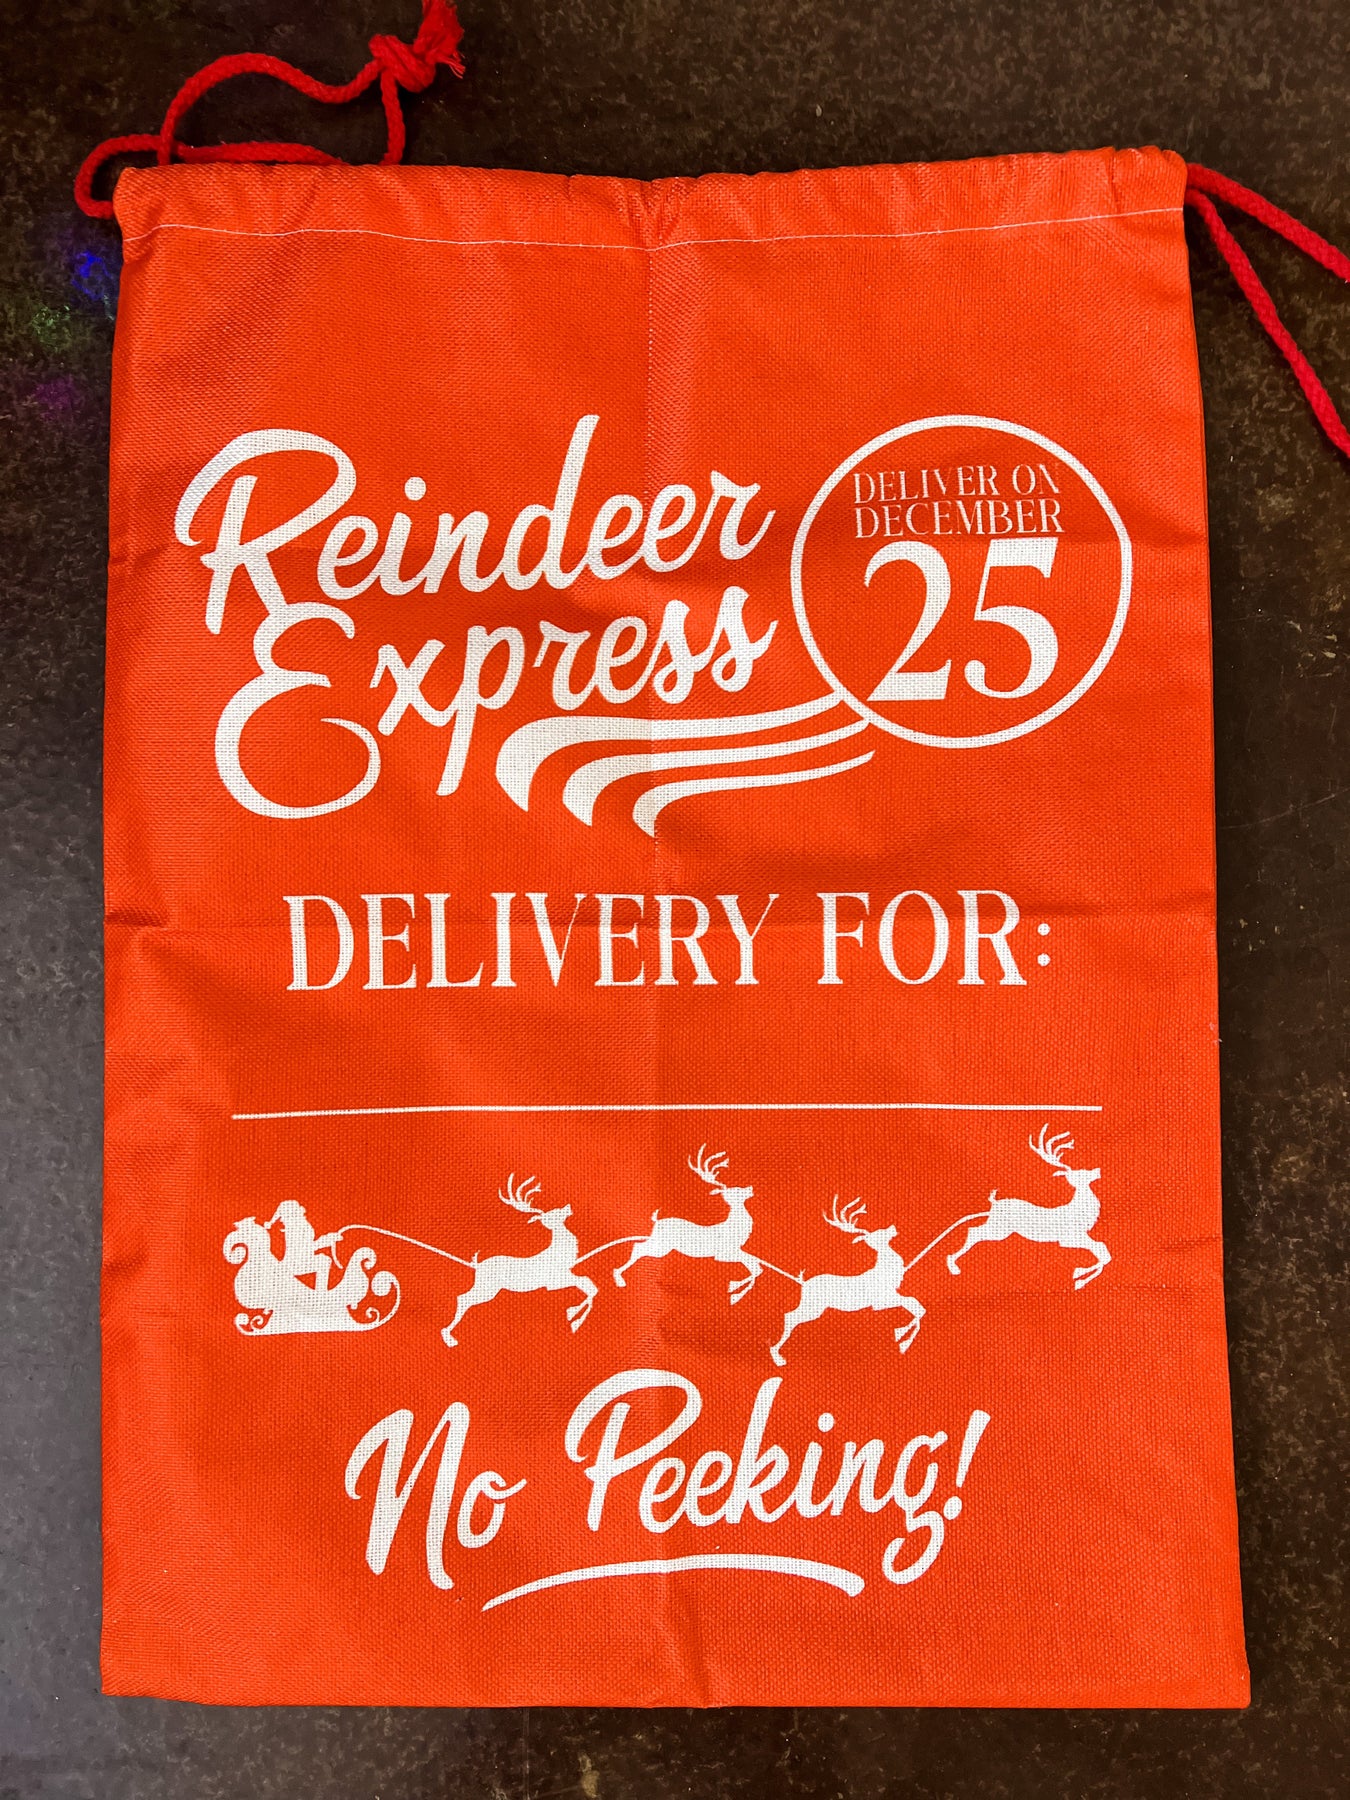 Reindeer
Express
DELIVER ON
DECEMBER
25
DELIVERY FOR:
No Peeking!